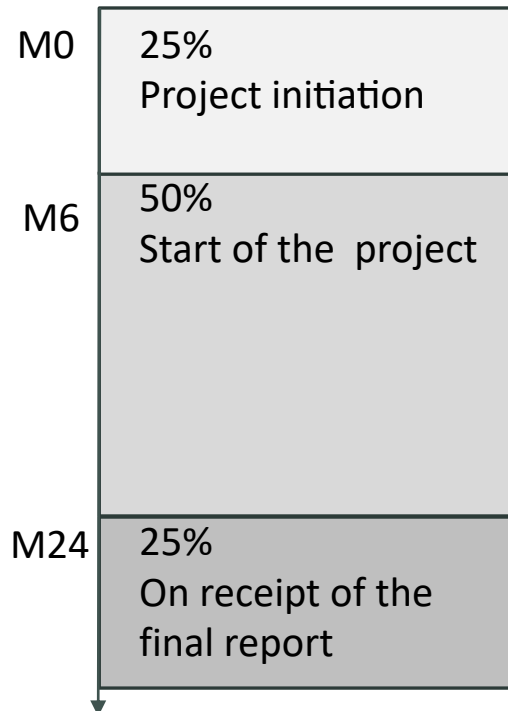 M0
25%
Project initiation
M6
50%
Start of the  project
M24
25%
On receipt of the
final report